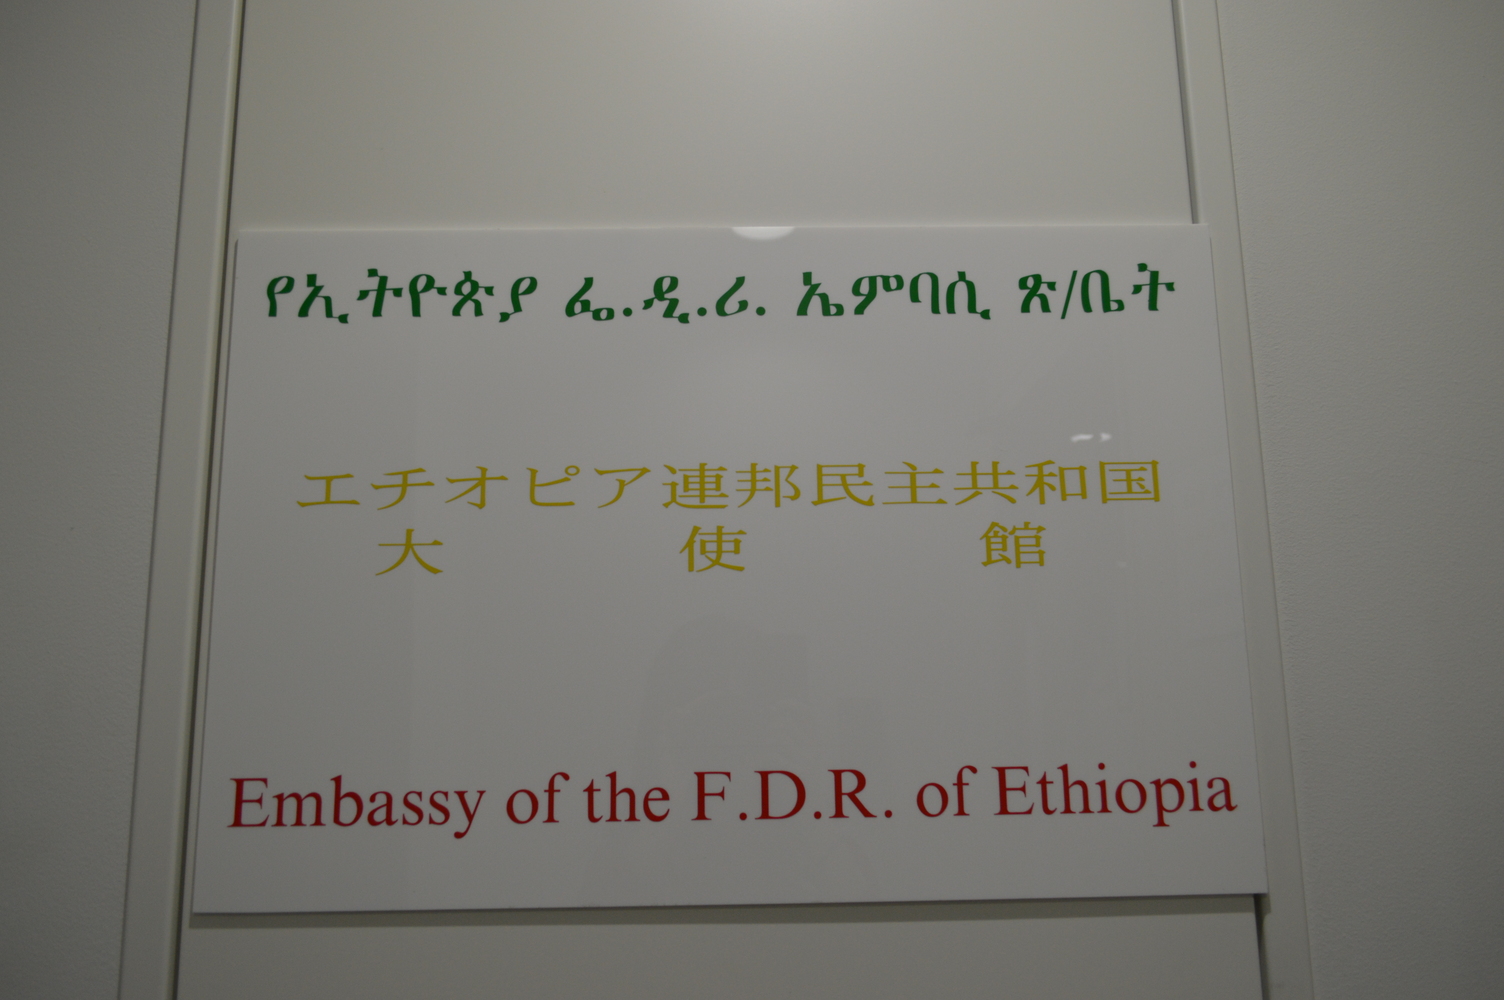 የኢትዮጵያ ፌ.ዲ.ሪ. ኤምባሲ ጽ/ቤት
エチオピア連邦民主共和国
大使館
Embassy of the F.D.R. of Ethiopia